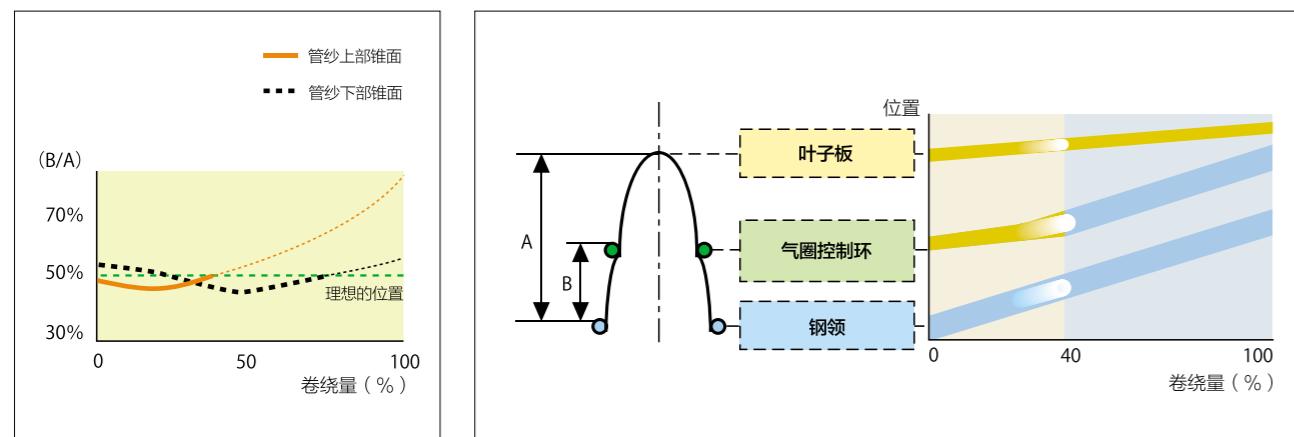 管纱上部锥面
管纱下部锥面
（B/A）
70%
50%
30%
理想的位置
0
50
100
卷绕量（%）
A
B
叶子板
气圈控制环
钢领
位置
0
40
100
卷绕量（%）